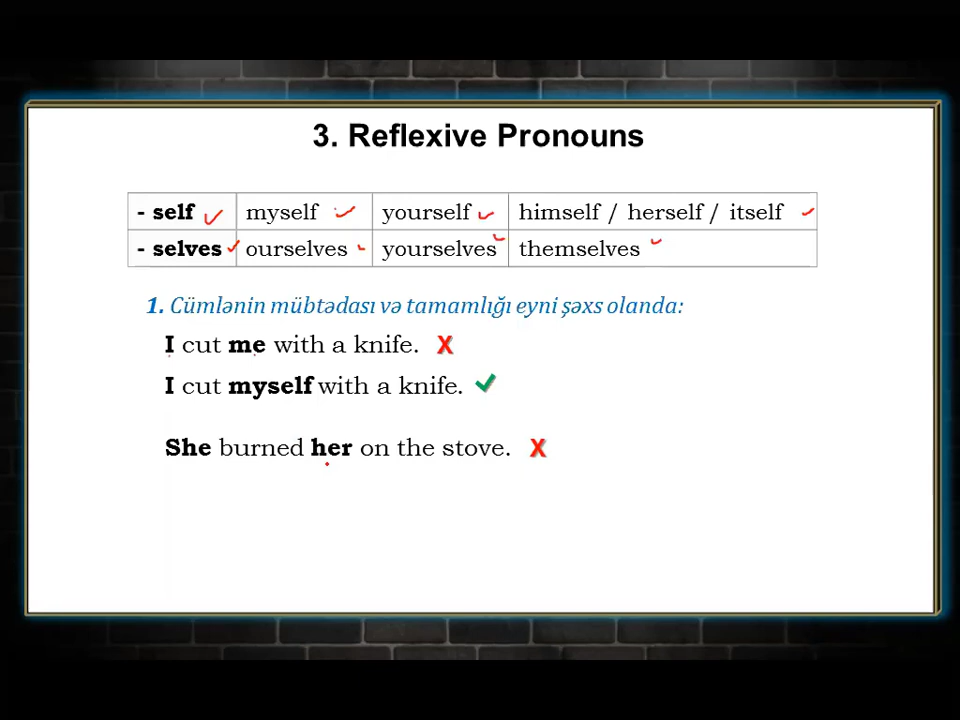 3. Reflexive Pronouns
- self myself yourself himself / herself / itself
- selves ourselves yourselves themselves
1. Cümlənin mübtədası və tamamlığı eyni şəxs olanda:
I cut me with a knife. X
I cut myself with a knife.
She burned her on the stove. X